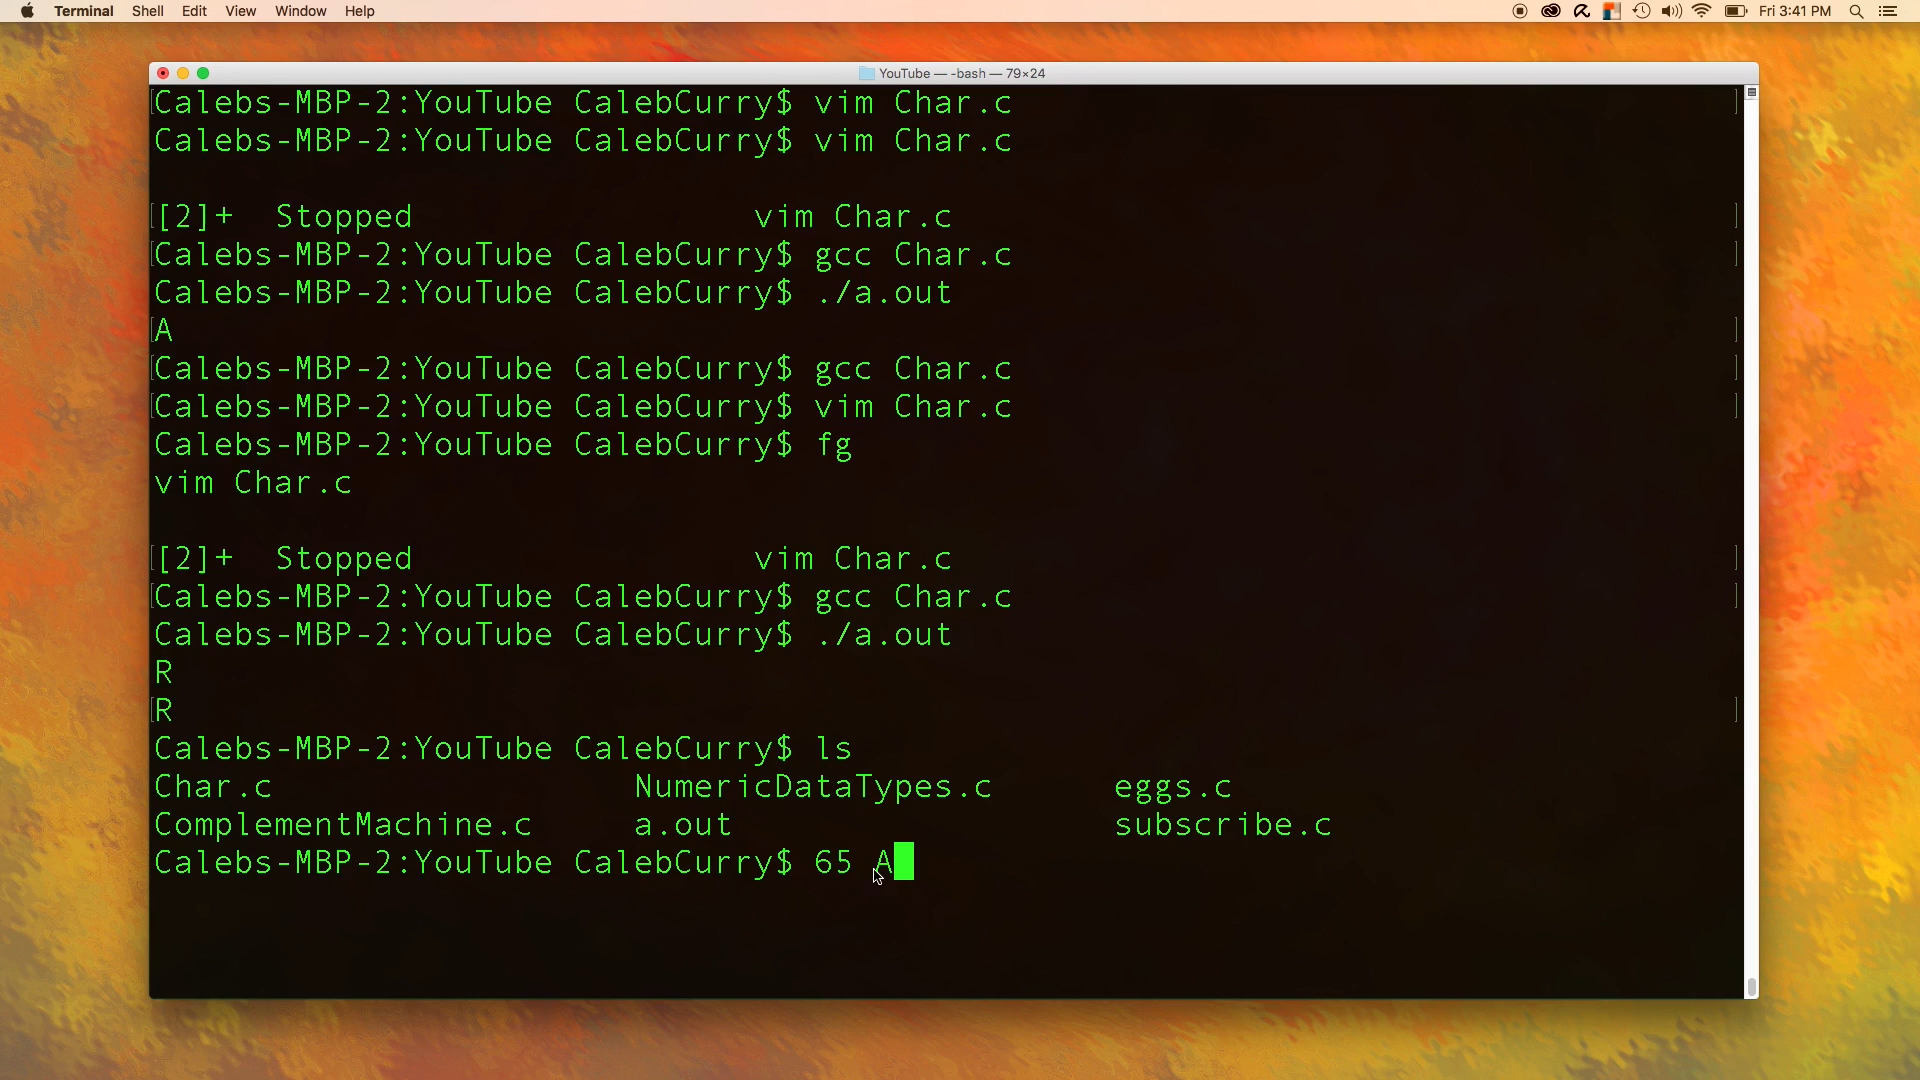 Terminal Shell Edit View Window Help Fri 3:41 PM
YouTube — -bash — 79×24
Calebs-MBP-2:YouTube CalebCurry$ vim Char.c
Calebs-MBP-2:YouTube CalebCurry$ vim Char.c
[2]+  Stopped                 vim Char.c
Calebs-MBP-2:YouTube CalebCurry$ gcc Char.c
Calebs-MBP-2:YouTube CalebCurry$ ./a.out
A
Calebs-MBP-2:YouTube CalebCurry$ gcc Char.c
Calebs-MBP-2:YouTube CalebCurry$ vim Char.c
Calebs-MBP-2:YouTube CalebCurry$ fg
vim Char.c
[2]+  Stopped                 vim Char.c
Calebs-MBP-2:YouTube CalebCurry$ gcc Char.c
Calebs-MBP-2:YouTube CalebCurry$ ./a.out
R
R
Calebs-MBP-2:YouTube CalebCurry$ ls
Char.c                  NumericDataTypes.c      eggs.c
ComplementMachine.c     a.out                   subscribe.c
Calebs-MBP-2:YouTube CalebCurry$ 65 A